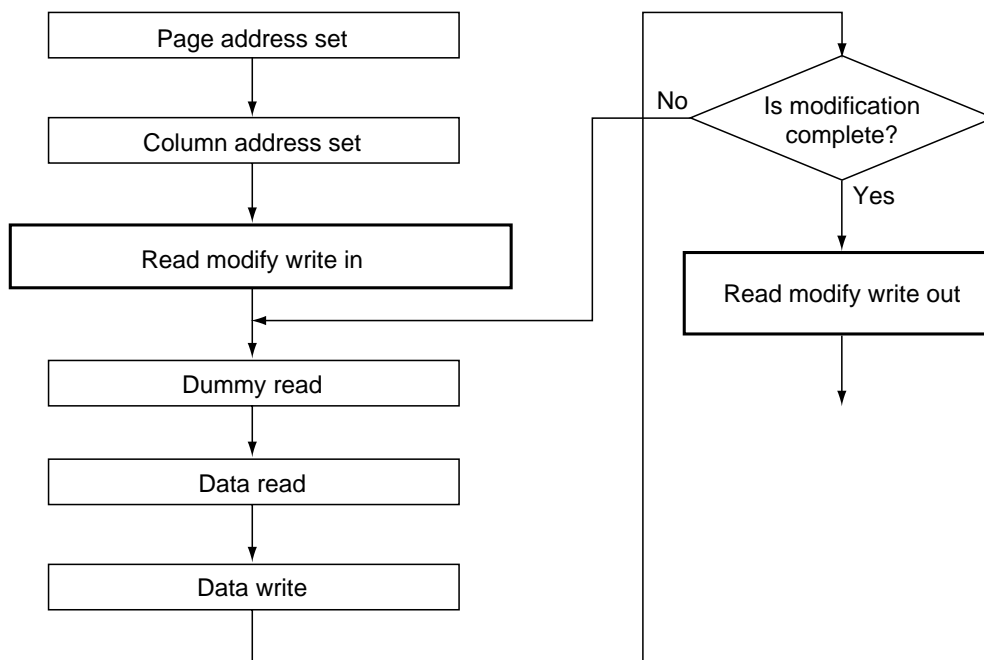 Page address set
Column address set
Read modify write in
Dummy read
Data read
Data write
No
Is modification
complete?
Yes
Read modify write out